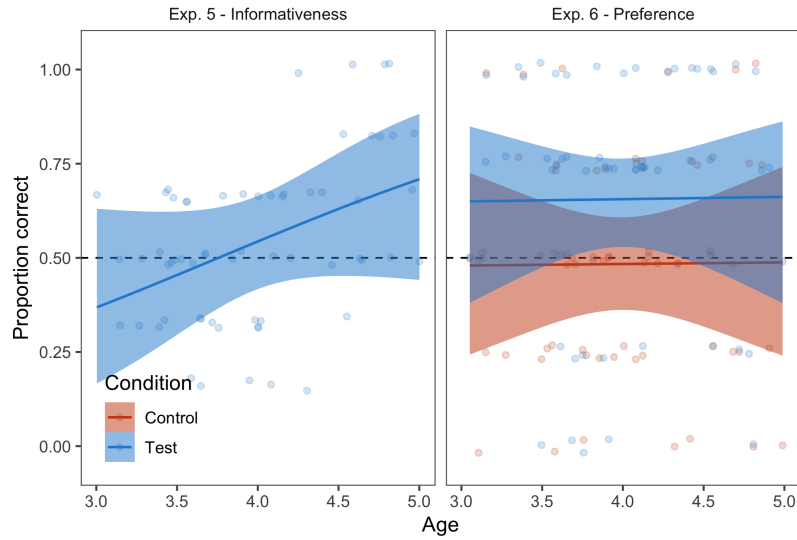 Exp. 5 - Informativeness
Exp. 6 - Preference
Proportion correct
1.00
0.75
0.50
0.25
0.00
Condition
Control
Test
3.0 3.5 4.0 4.5 5.0
3.0 3.5 4.0 4.5 5.0
Age